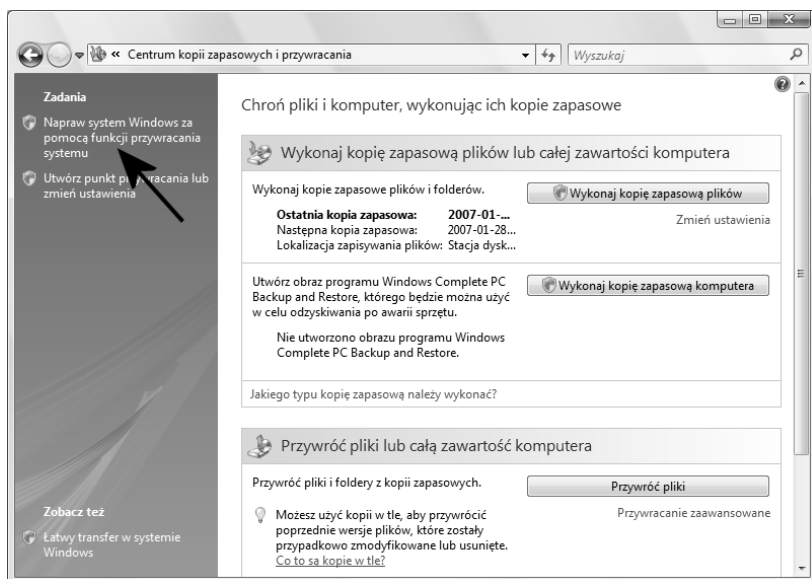 « Centrum kopii zapasowych i przywracania
Wyszukaj
Zadania
Napraw system Windows za
pomocą funkcji przywracania
systemu
Utwórz punkt przywracania lub
zmień ustawienia
Zobacz też
Łatwy transfer w systemie
Windows
Chroń pliki i komputer, wykonując ich kopie zapasowe
Wykonaj kopię zapasową plików lub całej zawartości komputera
Wykonaj kopie zapasowe plików i folderów.
Wykonaj kopię zapasową plików
Ostatnia kopia zapasowa: 2007-01-...
Zmień ustawienia
Następna kopia zapasowa: 2007-01-28...
Lokalizacja zapisywania plików: Stacja dysk...
Utwórz obraz programu Windows Complete PC
Backup and Restore, którego będzie można użyć
w celu odzyskiwania po awarii sprzętu.
Wykonaj kopię zapasową komputera
Nie utworzono obrazu programu Windows
Complete PC Backup and Restore.
Jakiego typu kopię zapasową należy wykonać?
Przywróć pliki lub całą zawartość komputera
Przywróć pliki i foldery z kopii zapasowych.
Przywróć pliki
Przywracanie zaawansowane
Możesz użyć kopii w tle, aby przywrócić
poprzednie wersje plików, które zostały
przypadkowo zmodyfikowane lub usunięte.
Co to są kopie w tle?